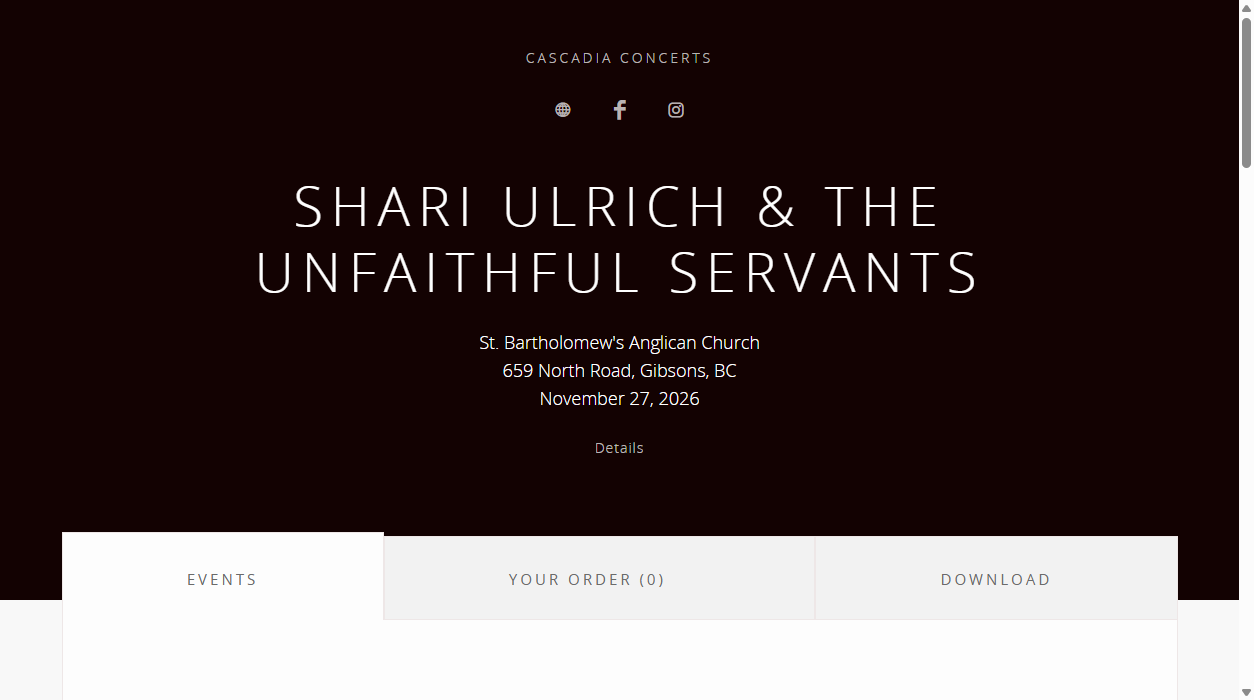 CASCADIA CONCERTS
SHARI ULRICH & THE
UNFAITHFUL SERVANTS
St. Bartholomew's Anglican Church
659 North Road, Gibsons, BC
November 27, 2026
Details
EVENTS
YOUR ORDER (0)
DOWNLOAD